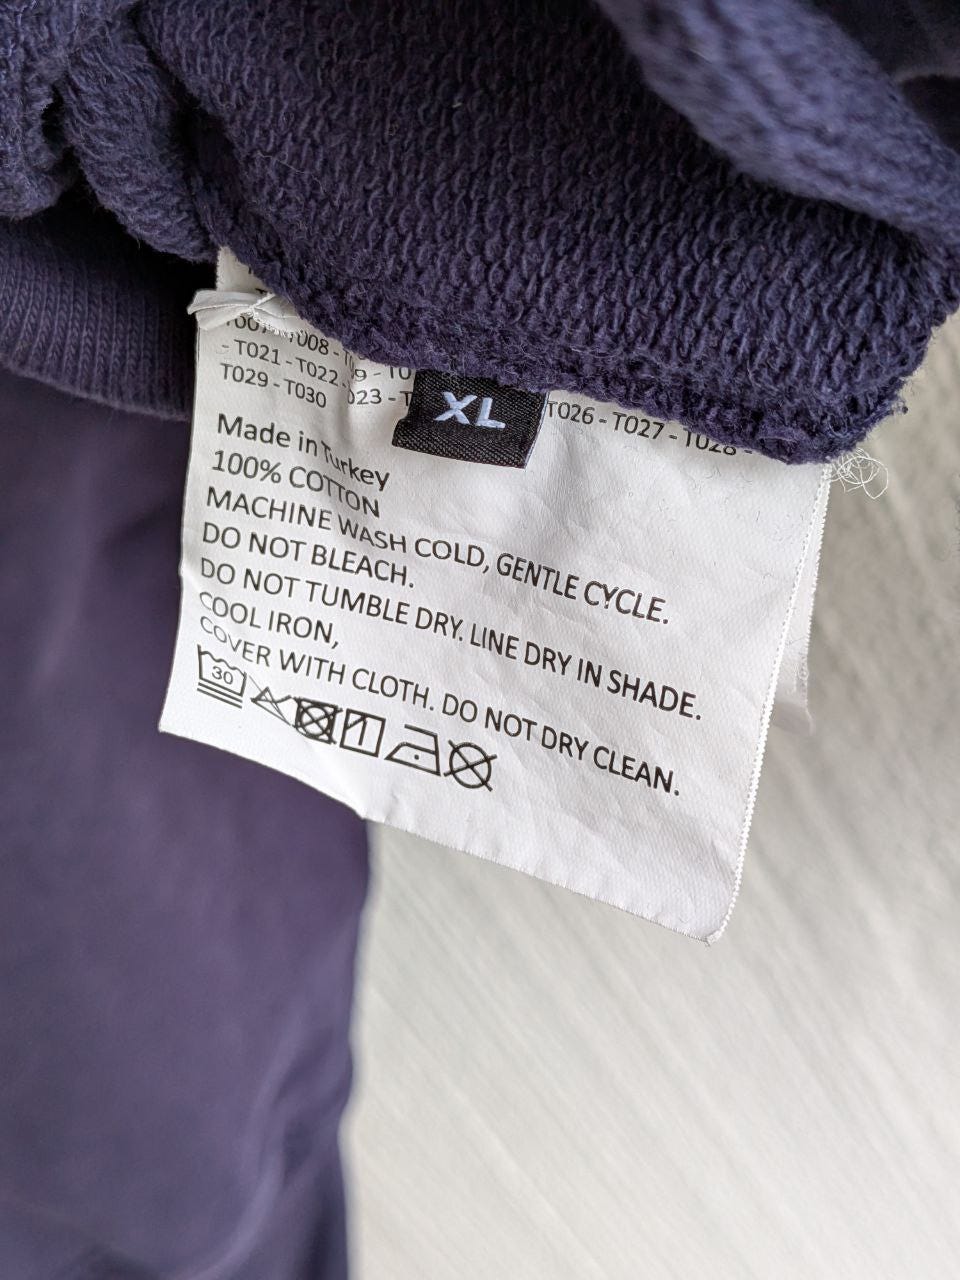 008 -
- T021 - T022
T029 - T030
XL
T026 - T027 - T028 -
Made in Turkey
100% COTTON
MACHINE WASH COLD, GENTLE CYCLE.
DO NOT BLEACH.
DO NOT TUMBLE DRY. LINE DRY IN SHADE.
COOL IRON,
COVER WITH CLOTH. DO NOT DRY CLEAN.
30